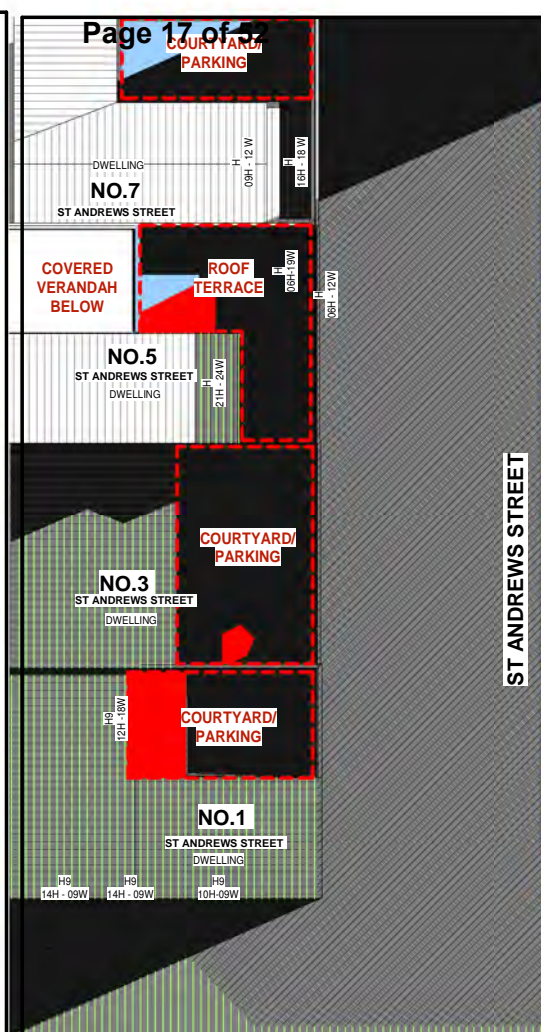 Page 17 of 52
COURTYARD/
PARKING
DWELLING
NO.7
ST ANDREWS STREET
H
09H - 12 W
H
16H - 18 W
COVERED
VERANDAH
BELOW
ROOF
TERRACE
H
06H-19W
H
06H - 12W
NO.5
ST ANDREWS STREET
DWELLING
H
21H - 24W
ST ANDREWS STREET
COURTYARD/
PARKING
NO.3
ST ANDREWS STREET
DWELLING
H9
12H -18W
COURTYARD/
PARKING
NO.1
ST ANDREWS STREET
DWELLING
H9
14H - 09W
H9
14H - 09W
H9
10H-09W